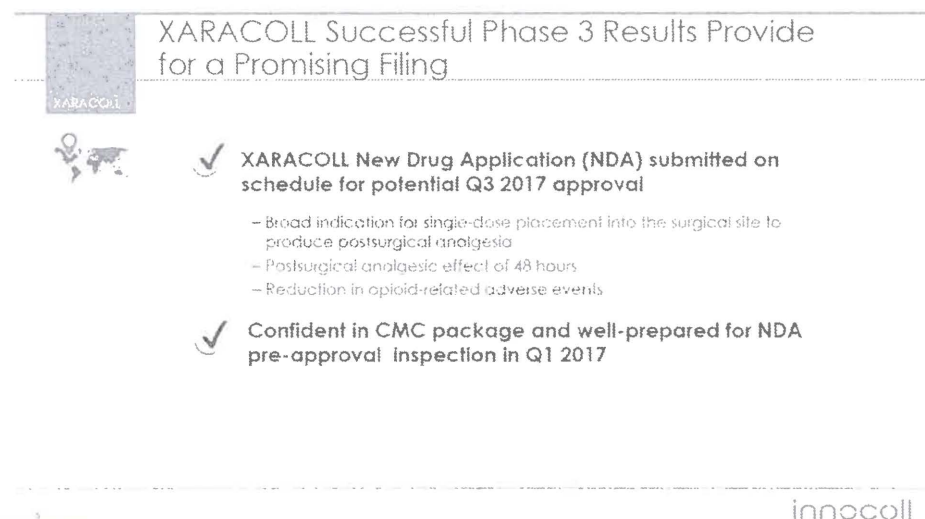 XARACOLL Successful Phase 3 Results Provide
for a Promising Filing
XARACOLL
XARACOLL New Drug Application (NDA) submitted on
schedule for potential Q3 2017 approval
– Broad indication for single-dose placement into the surgical site to
produce postsurgical analgesia
– Postsurgical analgesic effect of 48 hours
– Reduction in opioid-related adverse events
Confident in CMC package and well-prepared for NDA
pre-approval inspection in Q1 2017
innocoll